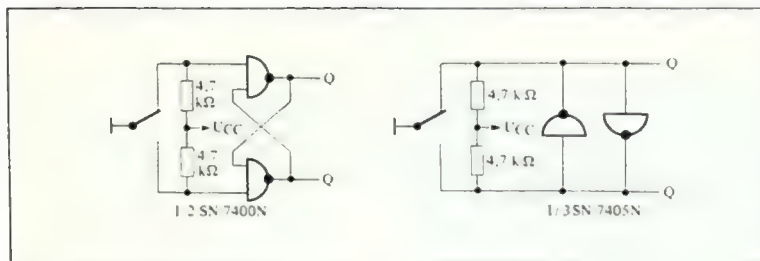 4,7
kΩ
UCC
4,7
kΩ
Q
Q
1/2 SN 7400N
4,7 kΩ
UCC
4,7 kΩ
Q
Q
1/3 SN 7405N